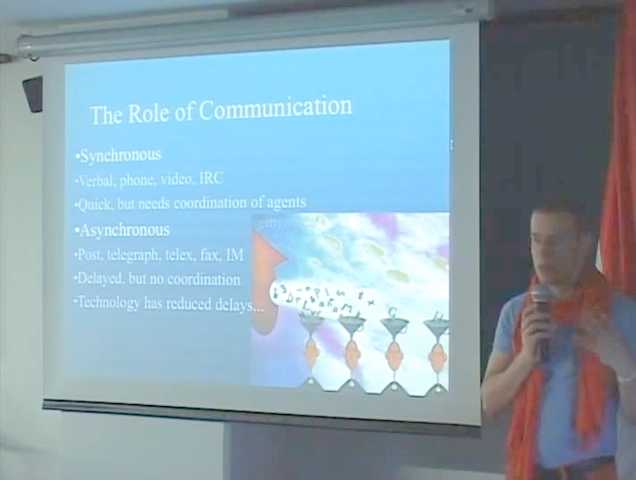 The Role of Communication
•Synchronous
•Verbal, phone, video, IRC
•Quick, but needs coordination of agents
•Asynchronous
•Post, telegraph, telex, fax, IM
•Delayed, but no coordination
•Technology has reduced delays...